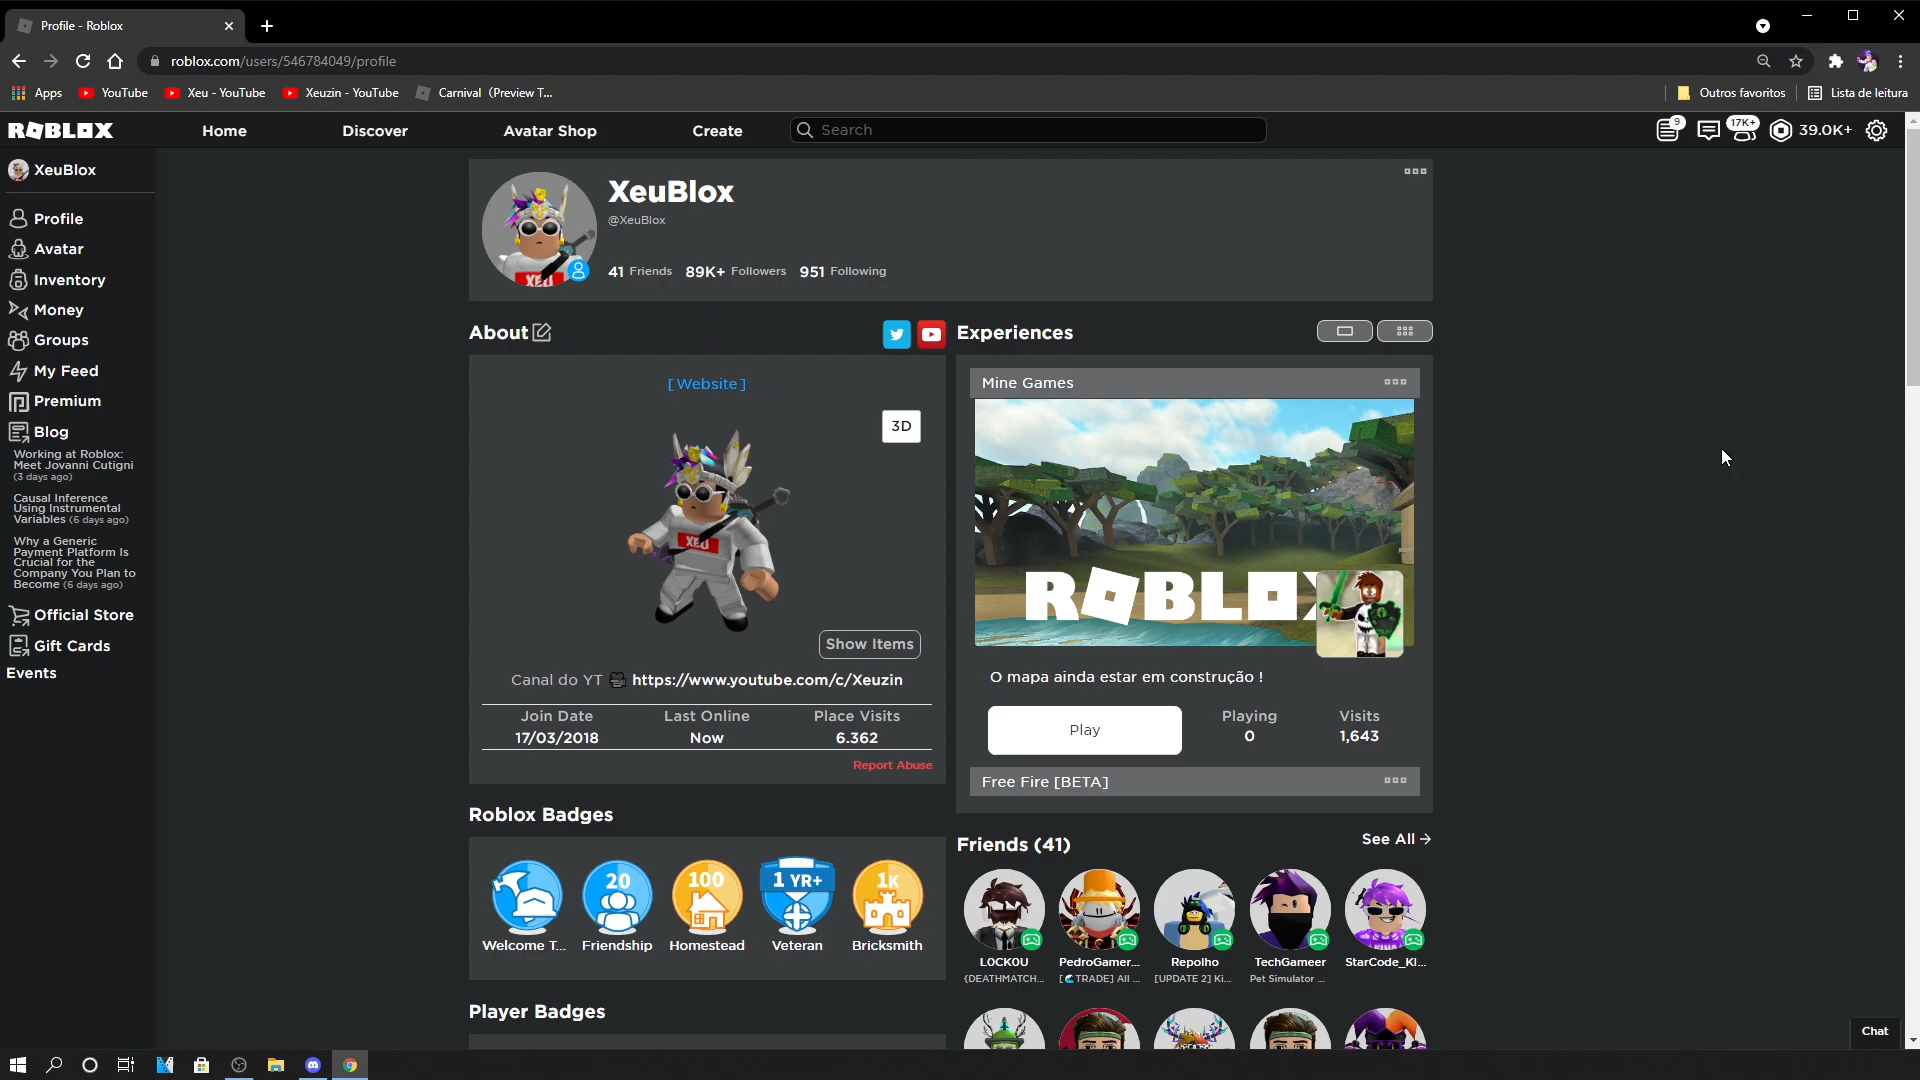 Profile - Roblox
roblox.com/users/546784049/profile
Apps
YouTube
Xeu - YouTube
Xeuzin - YouTube
Carnival (Preview T...
Outros favoritos
Lista de leitura
ROBLOX
Home
Discover
Avatar Shop
Create
Search
9
17K+
39.0K+
XeuBlox
Profile
Avatar
Inventory
Money
Groups
My Feed
Premium
Blog
Working at Roblox:
Meet Jovanni Cutigni
(3 days ago)
Causal Inference
Using Instrumental
Variables (6 days ago)
Why a Generic
Payment Platform Is
Crucial for the
Company You Plan to
Become (6 days ago)
Official Store
Gift Cards
Events
XeuBlox
@XeuBlox
41 Friends 89K+ Followers 951 Following
XEU
About
[ Website ]
3D
XEU
Show Items
Canal do YT https://www.youtube.com/c/Xeuzin
Join Date Last Online Place Visits
17/03/2018 Now 6.362
Report Abuse
Roblox Badges
20
100
1 YR+
1K
Welcome T... Friendship Homestead Veteran Bricksmith
Player Badges
Experiences
Mine Games
ROBLOX
O mapa ainda estar em construção !
Play
Playing
0
Visits
1,643
Free Fire [BETA]
Friends (41)
See All
L0CK0U PedroGamer... Repolho TechGameer StarCode_Kl...
{DEATHMATCH... [TRADE] All ... [UPDATE 2] Ki... Pet Simulator ...
Chat